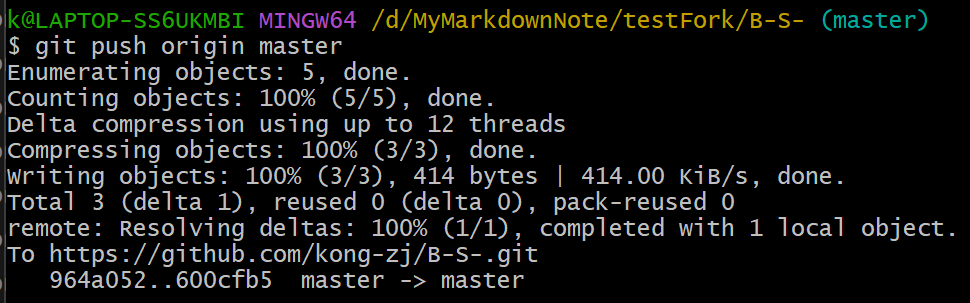 k@LAPTOP-SS6UKMBI MINGW64 /d/MyMarkdownNote/testFork/B-S- (master)
$ git push origin master
Enumerating objects: 5, done.
Counting objects: 100% (5/5), done.
Delta compression using up to 12 threads
Compressing objects: 100% (3/3), done.
Writing objects: 100% (3/3), 414 bytes | 414.00 KiB/s, done.
Total 3 (delta 1), reused 0 (delta 0), pack-reused 0
remote: Resolving deltas: 100% (1/1), completed with 1 local object.
To https://github.com/kong-zj/B-S-.git
   964a052..600cfb5  master -> master